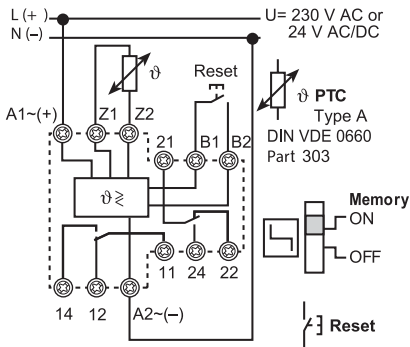 L (+)
U= 230 V AC or
N (–)
24 V AC/DC
ϑ
Reset
ϑ PTC
Type A
DIN VDE 0660
Part 303
A1~(+)
Z1
Z2
21
B1
B2
ϑ ≷
Memory
ON
OFF
11
24
22
14
12
A2~(–)
Reset